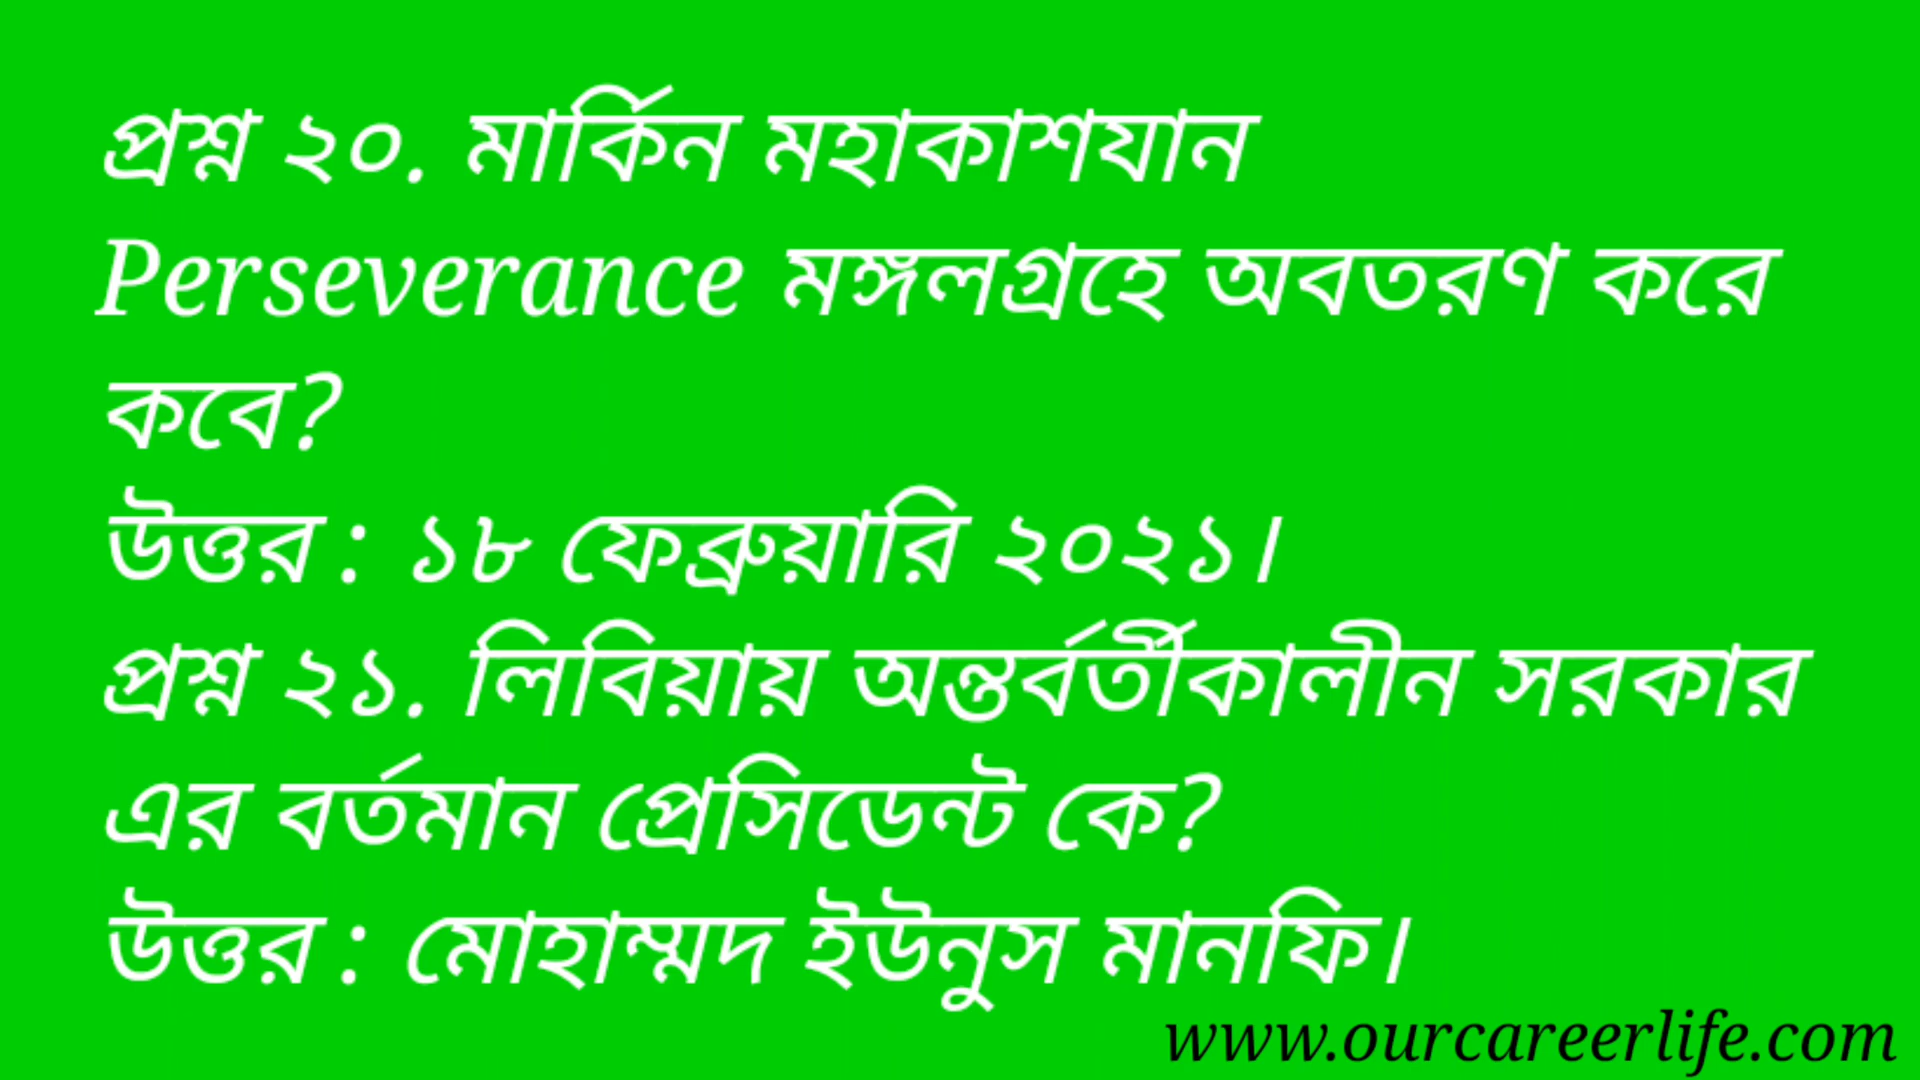 প্রশ্ন ২০. মার্কিন মহাকাশযান
Perseverance মঙ্গলগ্রহে অবতরণ করে
কবে?
উত্তর : ১৮ ফেব্রুয়ারি ২০২১।
প্রশ্ন ২১. লিবিয়ায় অন্তর্বর্তীকালীন সরকার
এর বর্তমান প্রেসিডেন্ট কে?
উত্তর : মোহাম্মদ ইউনুস মানফি।
www.ourcareerlife.com